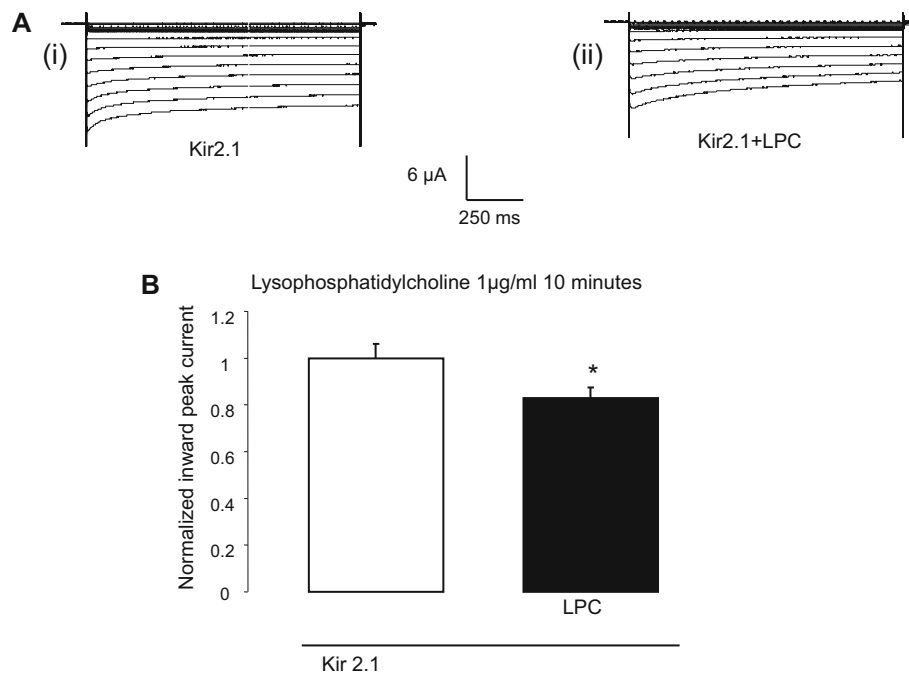 A
(i)
(ii)
Kir2.1
Kir2.1+LPC
6 µA
250 ms
B
Lysophosphatidylcholine 1µg/ml 10 minutes
Normalized inward peak current
1.2
1
0.8
0.6
0.4
0.2
0
*
LPC
Kir 2.1